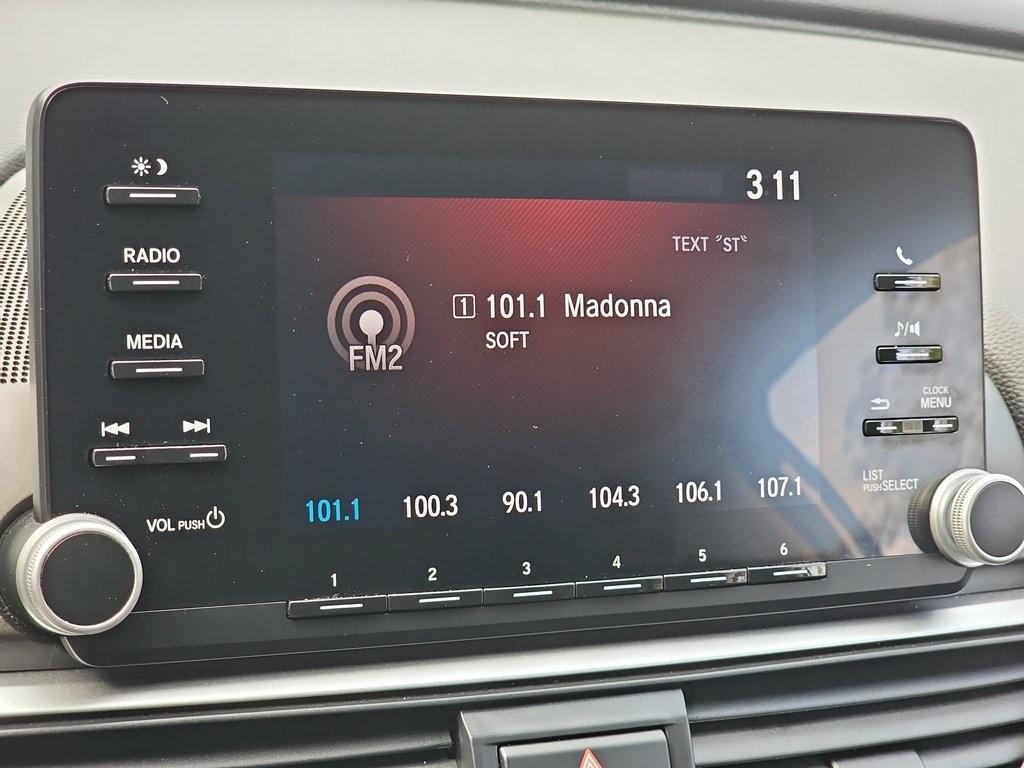 3 11
RADIO
TEXT "ST"
MEDIA
1 101.1 Madonna
SOFT
FM2
CLOCK
MENU
LIST
PUSH SELECT
VOL PUSH
101.1 100.3 90.1 104.3 106.1 107.1
1 2 3 4 5 6